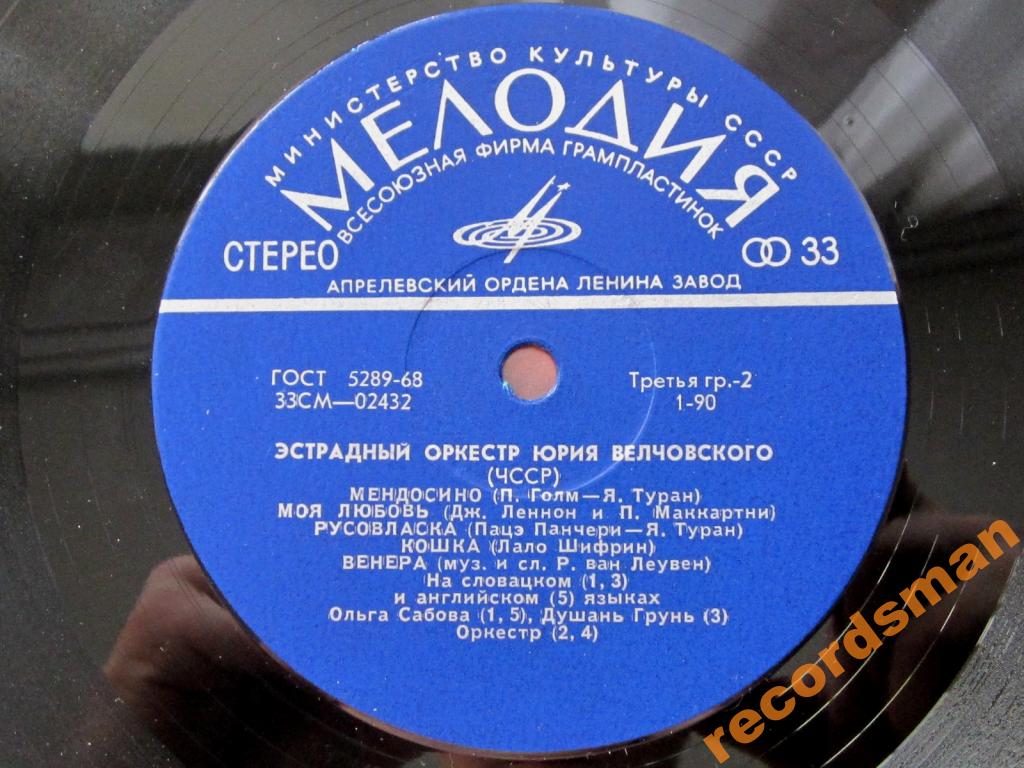 МИНИСТЕРСТВО КУЛЬТУРЫ СССР
МЕЛОДИЯ
ВСЕСОЮЗНАЯ ФИРМА ГРАМПЛАСТИНОК
СТЕРЕО
33
АПРЕЛЕВСКИЙ ОРДЕНА ЛЕНИНА ЗАВОД
ГОСТ 5289-68
Третья гр.-2
33СМ—02432
1-90
ЭСТРАДНЫЙ ОРКЕСТР ЮРИЯ ВЕЛЧОВСКОГО
(ЧССР)
МЕНДОСИНО (П. Голм—Я. Туран)
МОЯ ЛЮБОВЬ (Дж. Леннон и П. Маккартни)
РУСОВЛАСКА (Пацэ Панчери—Я. Туран)
КОШКА (Лало Шифрин)
ВЕНЕРА (муз. и сл. Р. ван Леувен)
На словацком (1, 3)
и английском (5) языках
Ольга Сабова (1, 5), Душань Грунь (3)
Оркестр (2, 4)
recordsman